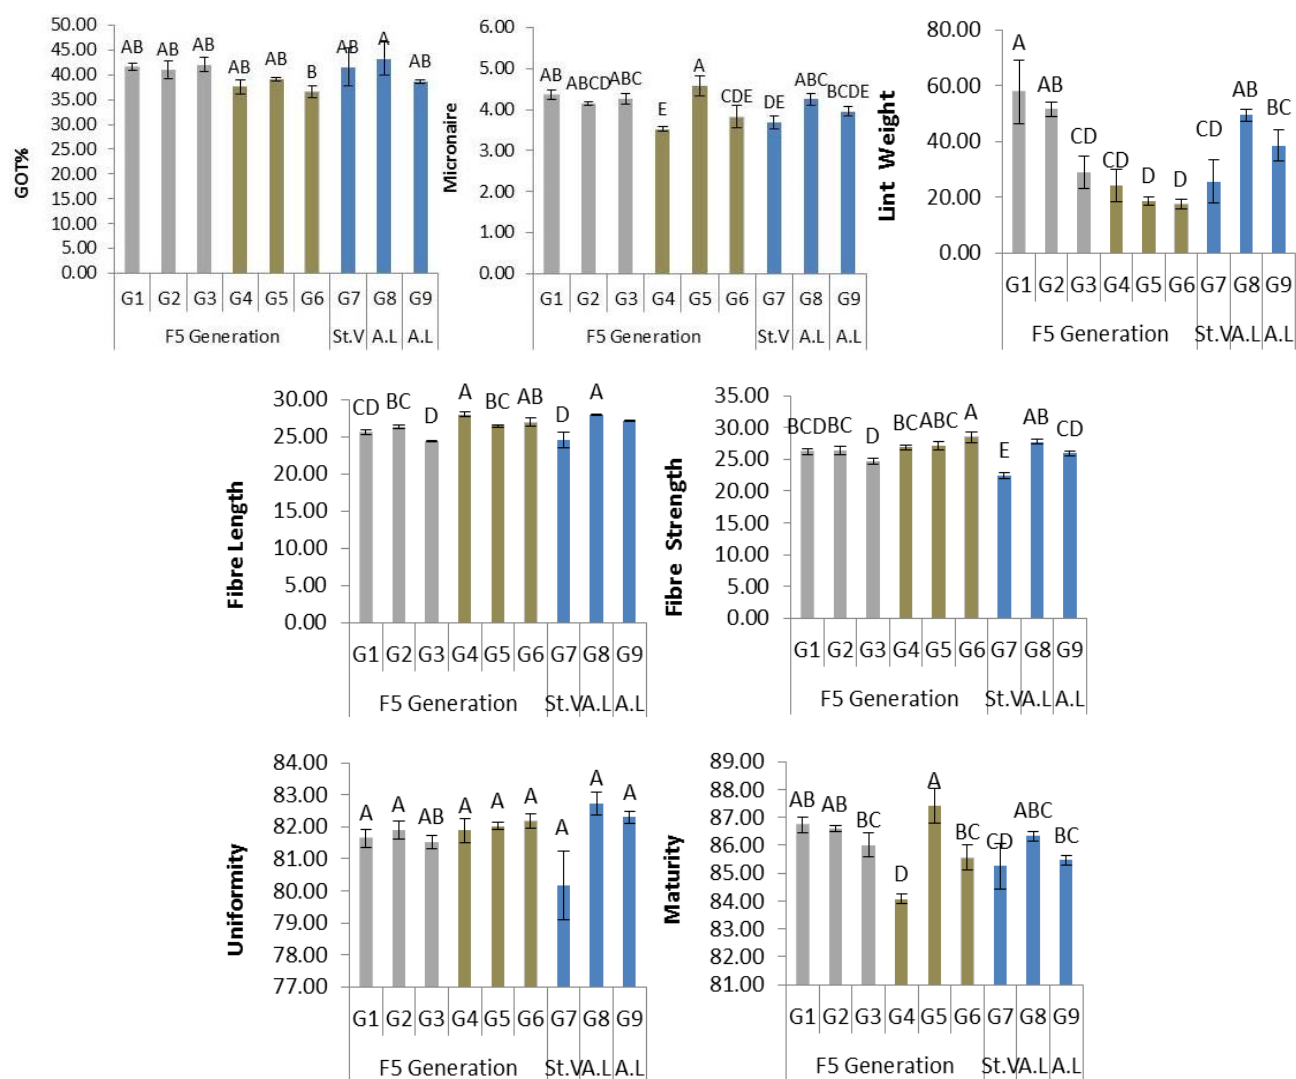 GOT%
50.00
45.00
40.00
35.00
30.00
25.00
20.00
15.00
10.00
5.00
0.00
AB AB AB AB AB B AB A AB
G1 G2 G3 G4 G5 G6 G7 G8 G9
F5 Generation St.V A.L A.L
Micronaire
6.00
5.00
4.00
3.00
2.00
1.00
0.00
AB ABCD ABC E A CDE DE ABC BCDE
G1 G2 G3 G4 G5 G6 G7 G8 G9
F5 Generation St.V A.L A.L
Lint Weight
80.00
60.00
40.00
20.00
0.00
A AB CD CD D D CD AB BC
G1 G2 G3 G4 G5 G6 G7 G8 G9
F5 Generation St.V A.L A.L
Fibre Length
30.00
25.00
20.00
15.00
10.00
5.00
0.00
CD BC D A BC AB D A
G1 G2 G3 G4 G5 G6 G7 G8 G9
F5 Generation St.V A.L A.L
Fibre Strength
35.00
30.00
25.00
20.00
15.00
10.00
5.00
0.00
BCD BC D BC ABC A E AB CD
G1 G2 G3 G4 G5 G6 G7 G8 G9
F5 Generation St.V A.L A.L
Uniformity
84.00
83.00
82.00
81.00
80.00
79.00
78.00
77.00
A A AB A A A A A A
G1 G2 G3 G4 G5 G6 G7 G8 G9
F5 Generation St.V A.L A.L
Maturity
89.00
88.00
87.00
86.00
85.00
84.00
83.00
82.00
81.00
AB AB BC D A BC CD ABC BC
G1 G2 G3 G4 G5 G6 G7 G8 G9
F5 Generation St.V A.L A.L